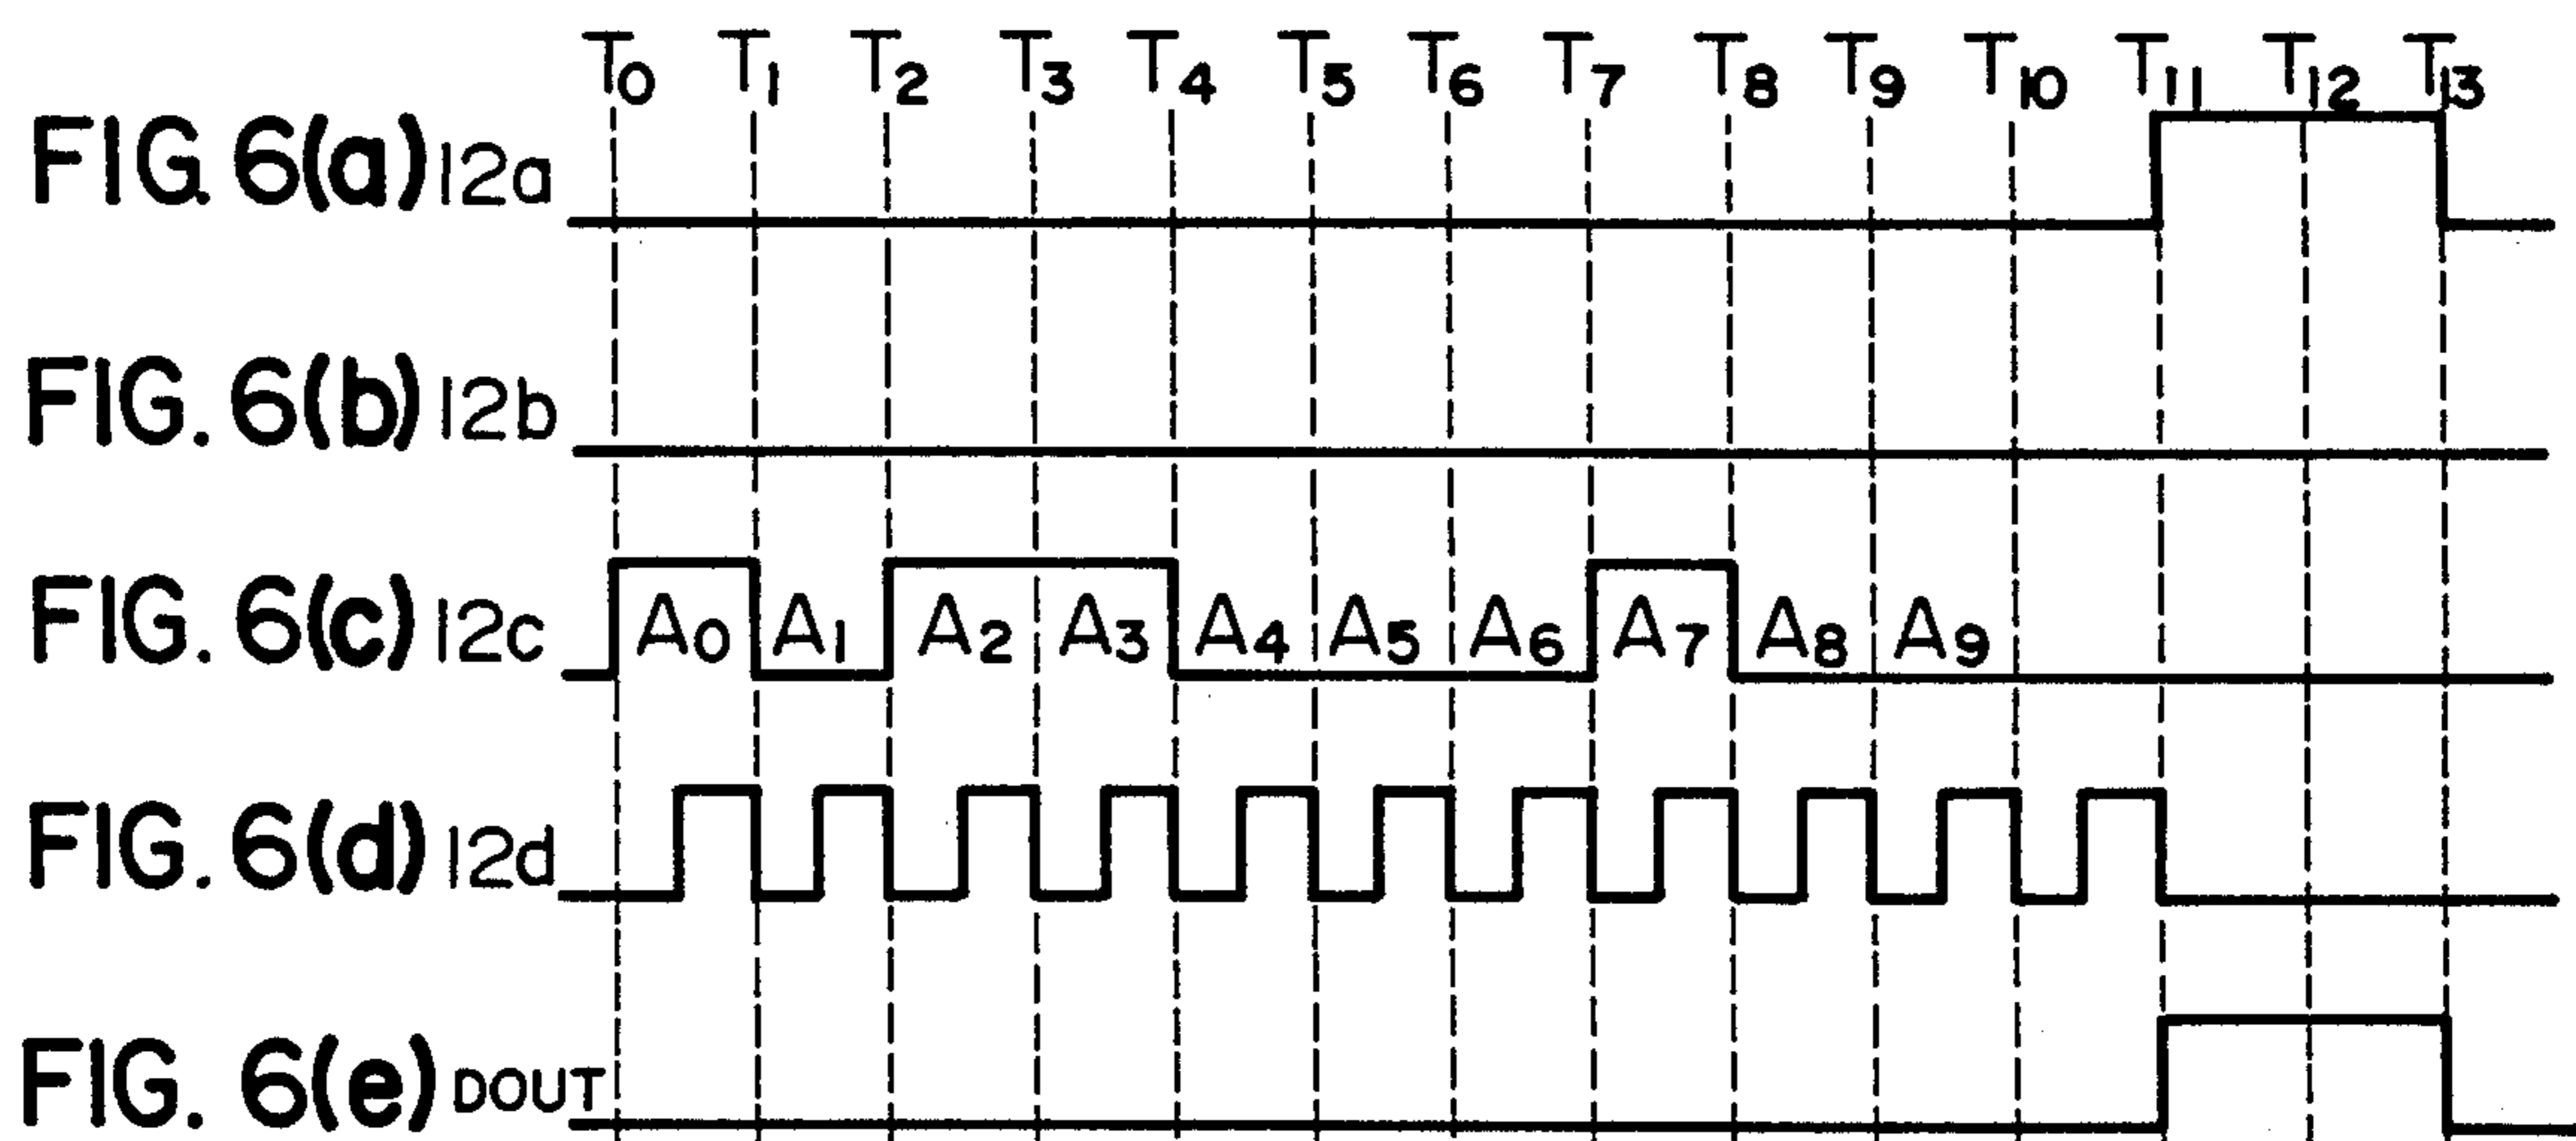 T0 T1 T2 T3 T4 T5 T6 T7 T8 T9 T10 T11 T12 T13
FIG. 6(a) 12a
FIG. 6(b) 12b
FIG. 6(c) 12c A0 A1 A2 A3 A4 A5 A6 A7 A8 A9
FIG. 6(d) 12d
FIG. 6(e) DOUT